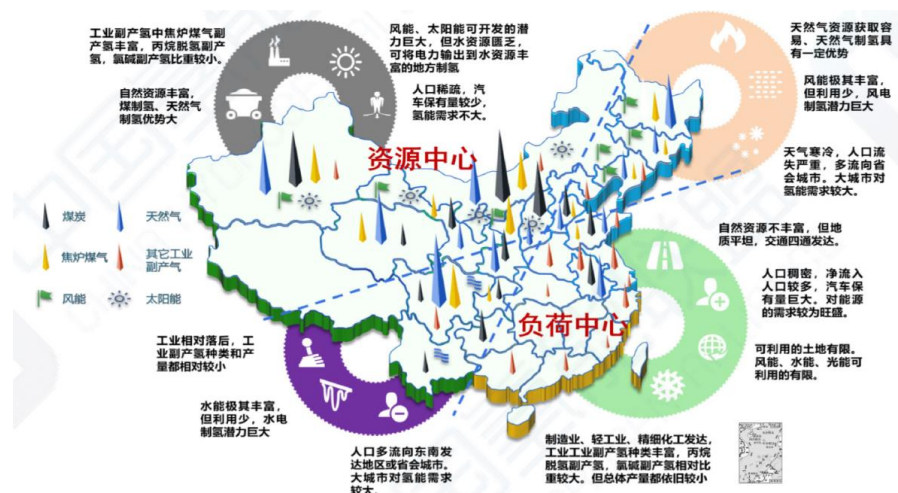 工业副产氢中焦炉煤气副
产氢丰富，丙烷脱氢副产
氢，氯碱副产氢比重较小。
自然资源丰富，
煤制氢、天然气
制氢优势大
风能、太阳能可开发的潜
力巨大，但水资源匮乏，
可将电力输出到水资源丰
富的地方制氢
人口稀疏，汽
车保有量较少，
氢能需求不大。
天然气资源获取容
易、天然气制氢具
有一定优势
风能极其丰富，
但利用少，风电
制氢潜力巨大
天气寒冷，人口流
失严重，多流向省
会城市。大城市对
氢能需求较大。
资源中心
煤炭
天然气
焦炉煤气
其它工业
副产气
风能
太阳能
负荷中心
自然资源不丰富，但地
质平坦，交通四通发达。
人口稠密，净流入
人口较多，汽车保
有量巨大。对能源
的需求较为旺盛。
可利用的土地有限。
风能、水能、光能可
利用的有限。
工业相对落后，工
业副产氢种类和产
量都相对较小
水能极其丰富，
但利用少，水电
制氢潜力巨大
人口多流向东南发
达地区或省会城市。
大城市对氢能需求
较大。
制造业、轻工业、精细化工发达，
工业工业副产氢种类丰富，丙烷
脱氢副产氢，氯碱副产氢相对比
重较大。但总体产量都依旧较小